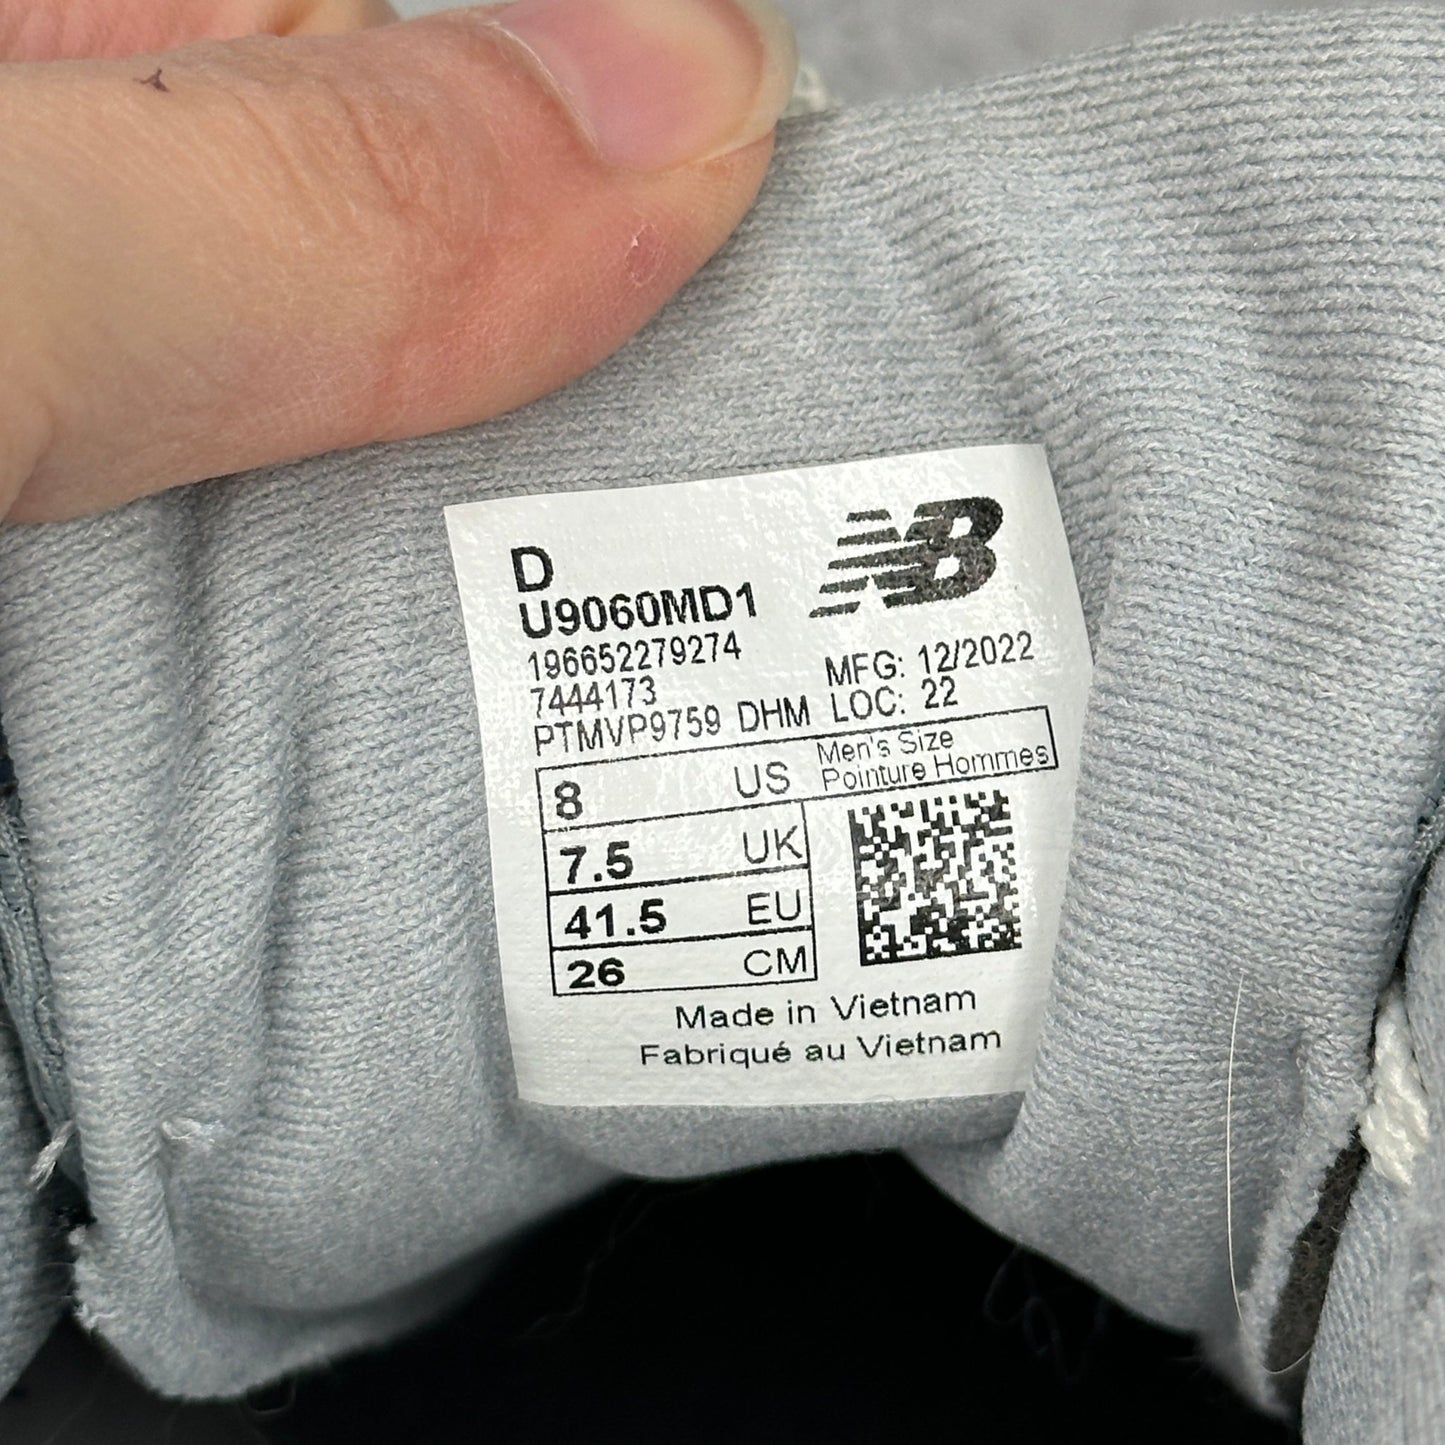 D
NB
U9060MD1
196652279274
7444173
MFG: 12/2022
PTMVP9759 DHM
LOC: 22
8 US
Men's Size
Pointure Hommes
7.5 UK
41.5 EU
26 CM
Made in Vietnam
Fabriqué au Vietnam